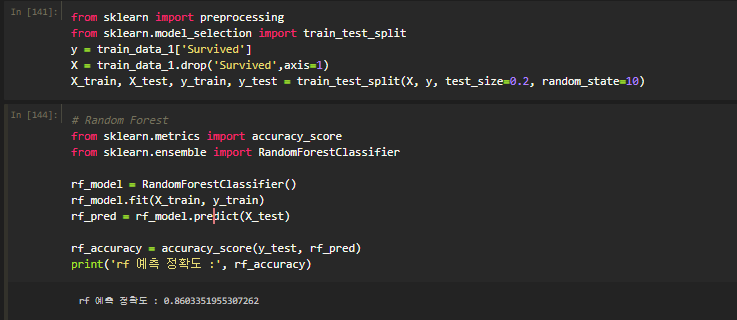 In [141]:
from sklearn import preprocessing
from sklearn.model_selection import train_test_split
y = train_data_1['Survived']
X = train_data_1.drop('Survived',axis=1)
X_train, X_test, y_train, y_test = train_test_split(X, y, test_size=0.2, random_state=10)
In [144]:
# Random Forest
from sklearn.metrics import accuracy_score
from sklearn.ensemble import RandomForestClassifier
rf_model = RandomForestClassifier()
rf_model.fit(X_train, y_train)
rf_pred = rf_model.predict(X_test)
rf_accuracy = accuracy_score(y_test, rf_pred)
print('rf 예측 정확도 :', rf_accuracy)
rf 예측 정확도 : 0.8603351955307262